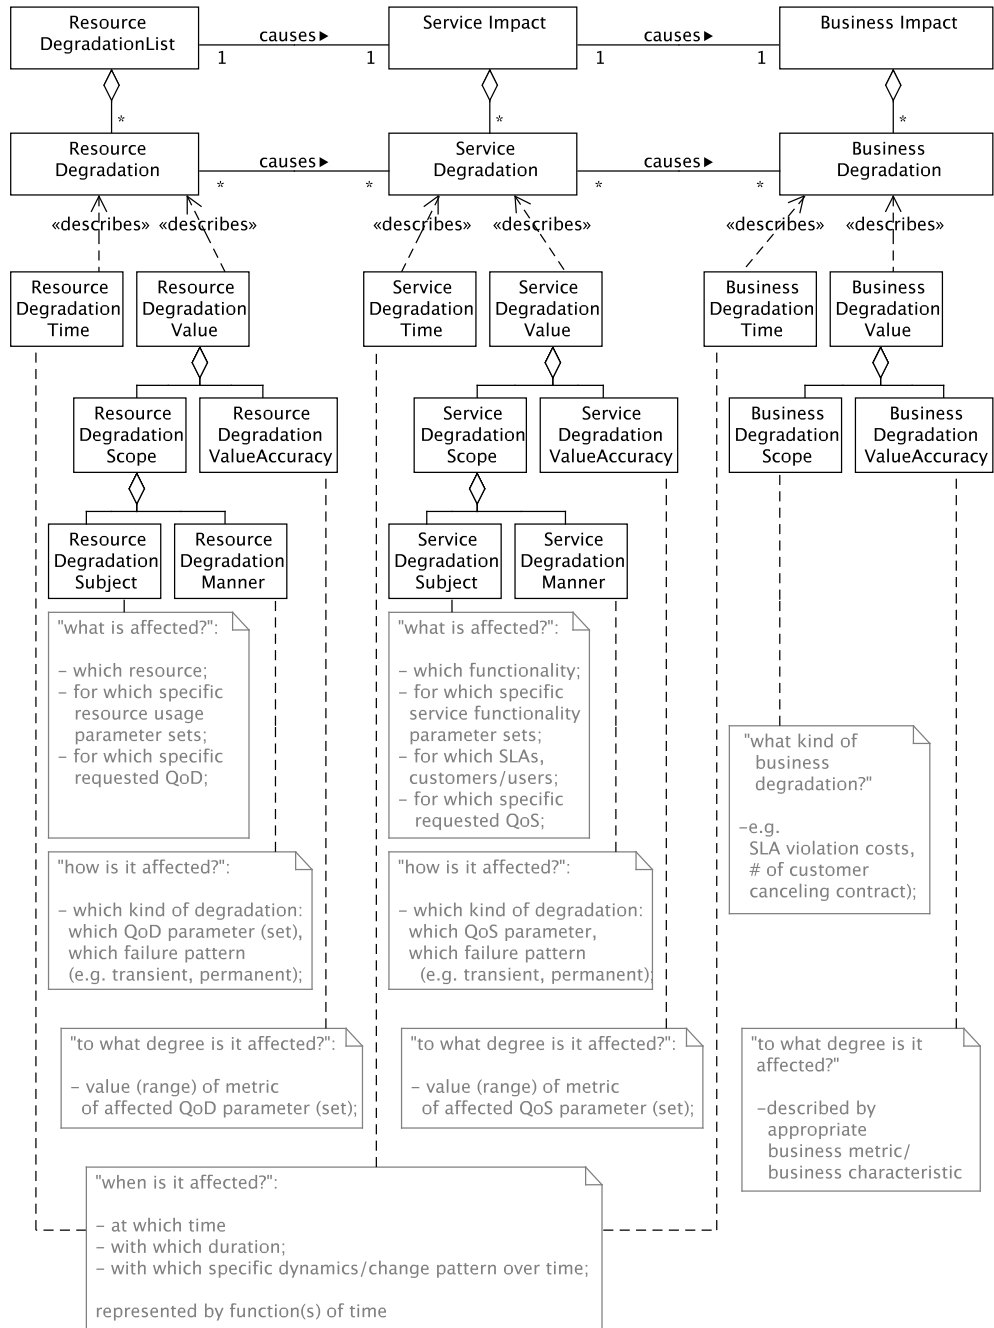 Resource
DegradationList
causes▶
1
1
Service Impact
causes▶
1
1
Business Impact
*
*
*
Resource
Degradation
causes▶
*
*
Service
Degradation
causes▶
*
*
Business
Degradation
«describes»
«describes»
«describes»
«describes»
«describes»
«describes»
Resource
Degradation
Time
Resource
Degradation
Value
Service
Degradation
Time
Service
Degradation
Value
Business
Degradation
Time
Business
Degradation
Value
Resource
Degradation
Scope
Resource
Degradation
ValueAccuracy
Service
Degradation
Scope
Service
Degradation
ValueAccuracy
Business
Degradation
Scope
Business
Degradation
ValueAccuracy
Resource
Degradation
Subject
Resource
Degradation
Manner
Service
Degradation
Subject
Service
Degradation
Manner
"what is affected?":
– which resource;
– for which specific
resource usage
parameter sets;
– for which specific
requested QoD;
"what is affected?":
– which functionality;
– for which specific
service functionality
parameter sets;
– for which SLAs,
customers/users;
– for which specific
requested QoS;
"what kind of
business
degradation?"
–e.g.
SLA violation costs,
# of customer
canceling contract);
"how is it affected?":
– which kind of degradation:
which QoD parameter (set),
which failure pattern
(e.g. transient, permanent);
"how is it affected?":
– which kind of degradation:
which QoS parameter,
which failure pattern
(e.g. transient, permanent);
"to what degree is it affected?":
– value (range) of metric
of affected QoD parameter (set);
"to what degree is it affected?":
– value (range) of metric
of affected QoS parameter (set);
"to what degree is it
affected?"
–described by
appropriate
business metric/
business characteristic
"when is it affected?":
– at which time
– with which duration;
– with which specific dynamics/change pattern over time;
represented by function(s) of time